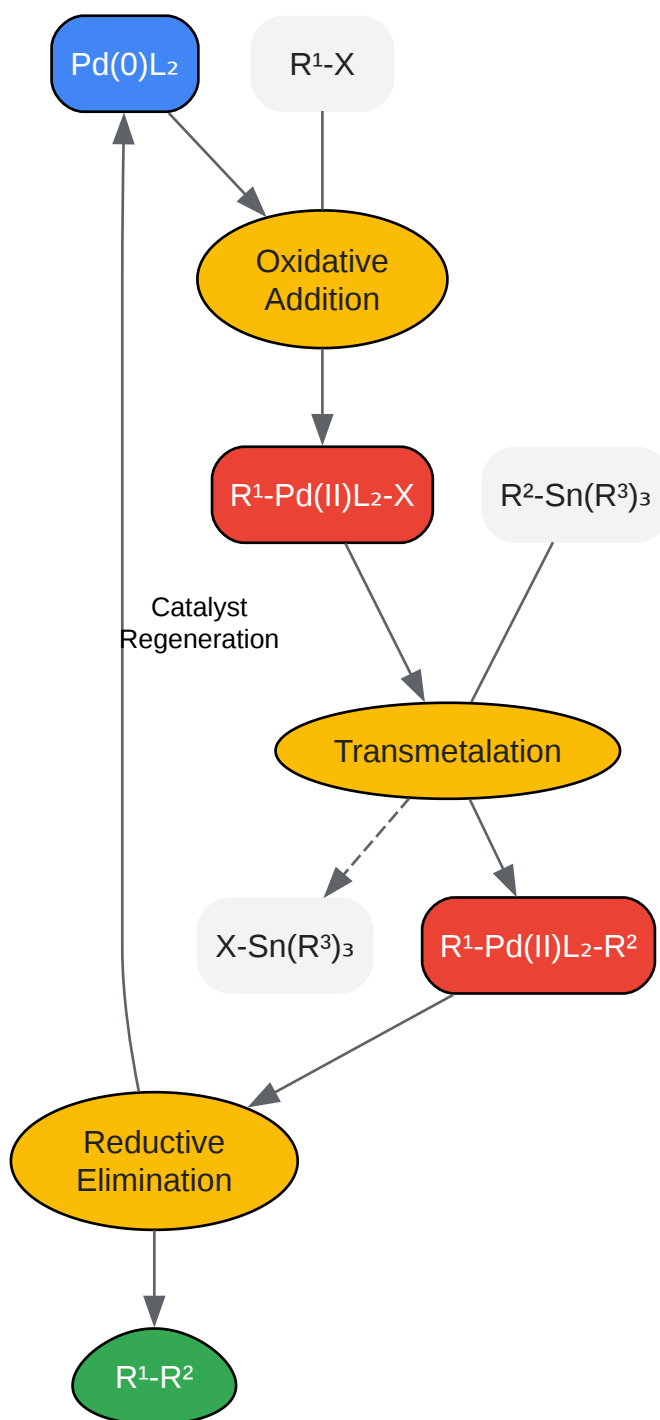 Pd(0)L₂
R¹-X
Oxidative
Addition
R¹-Pd(II)L₂-X
R²-Sn(R³)₃
Catalyst
Regeneration
Transmetalation
X-Sn(R³)₃
R¹-Pd(II)L₂-R²
Reductive
Elimination
R¹-R²